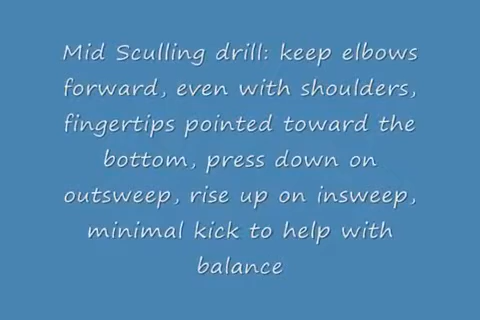 Mid Sculling drill: keep elbows
forward, even with shoulders,
fingertips pointed toward the
bottom, press down on
outsweep, rise up on insweep,
minimal kick to help with
balance